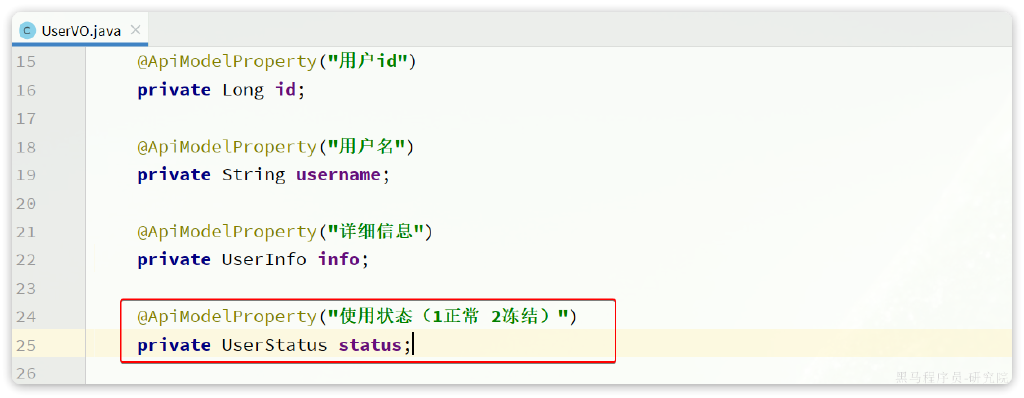 UserVO.java
15 @ApiModelProperty("用户id")
16 private Long id;
17
18 @ApiModelProperty("用户名")
19 private String username;
20
21 @ApiModelProperty("详细信息")
22 private UserInfo info;
23
24 @ApiModelProperty("使用状态（1正常 2冻结）")
25 private UserStatus status;
26
黑马程序员-研究院